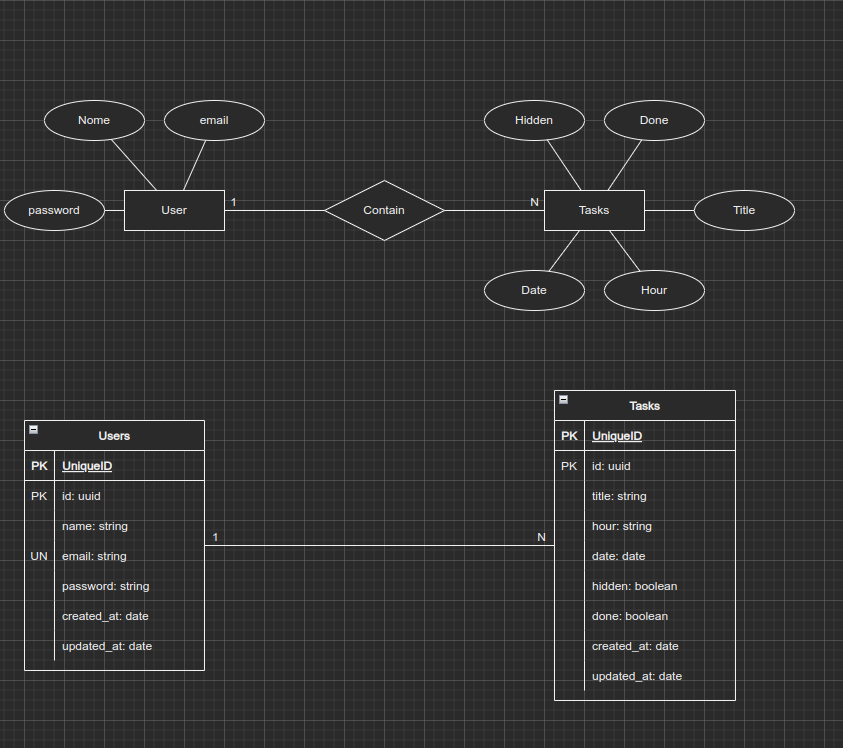 Nome
email
Hidden
Done
password
User
1
Contain
N
Tasks
Title
Date
Hour
Users
PK UniqueID
PK id: uuid
name: string
UN email: string
password: string
created_at: date
updated_at: date
1
N
Tasks
PK UniqueID
PK id: uuid
title: string
hour: string
date: date
hidden: boolean
done: boolean
created_at: date
updated_at: date